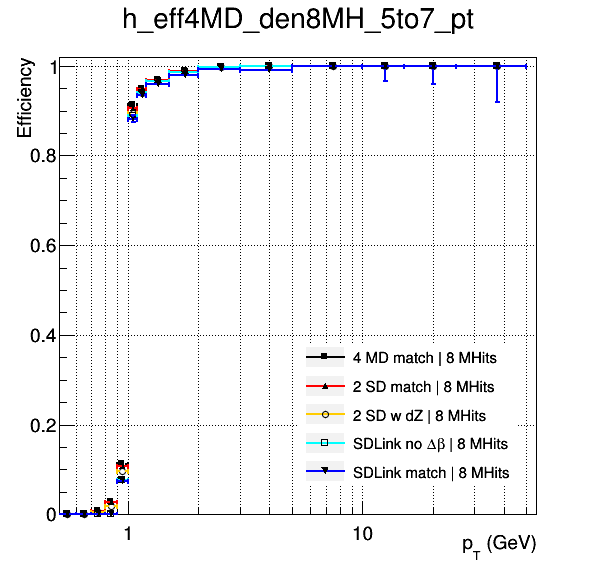 h_eff4MD_den8MH_5to7_pt
Efficiency
1
0.8
0.6
0.4
0.2
0
4 MD match | 8 MHits
2 SD match | 8 MHits
2 SD w dZ | 8 MHits
SDLink no Δβ | 8 MHits
SDLink match | 8 MHits
1
10
p_T (GeV)